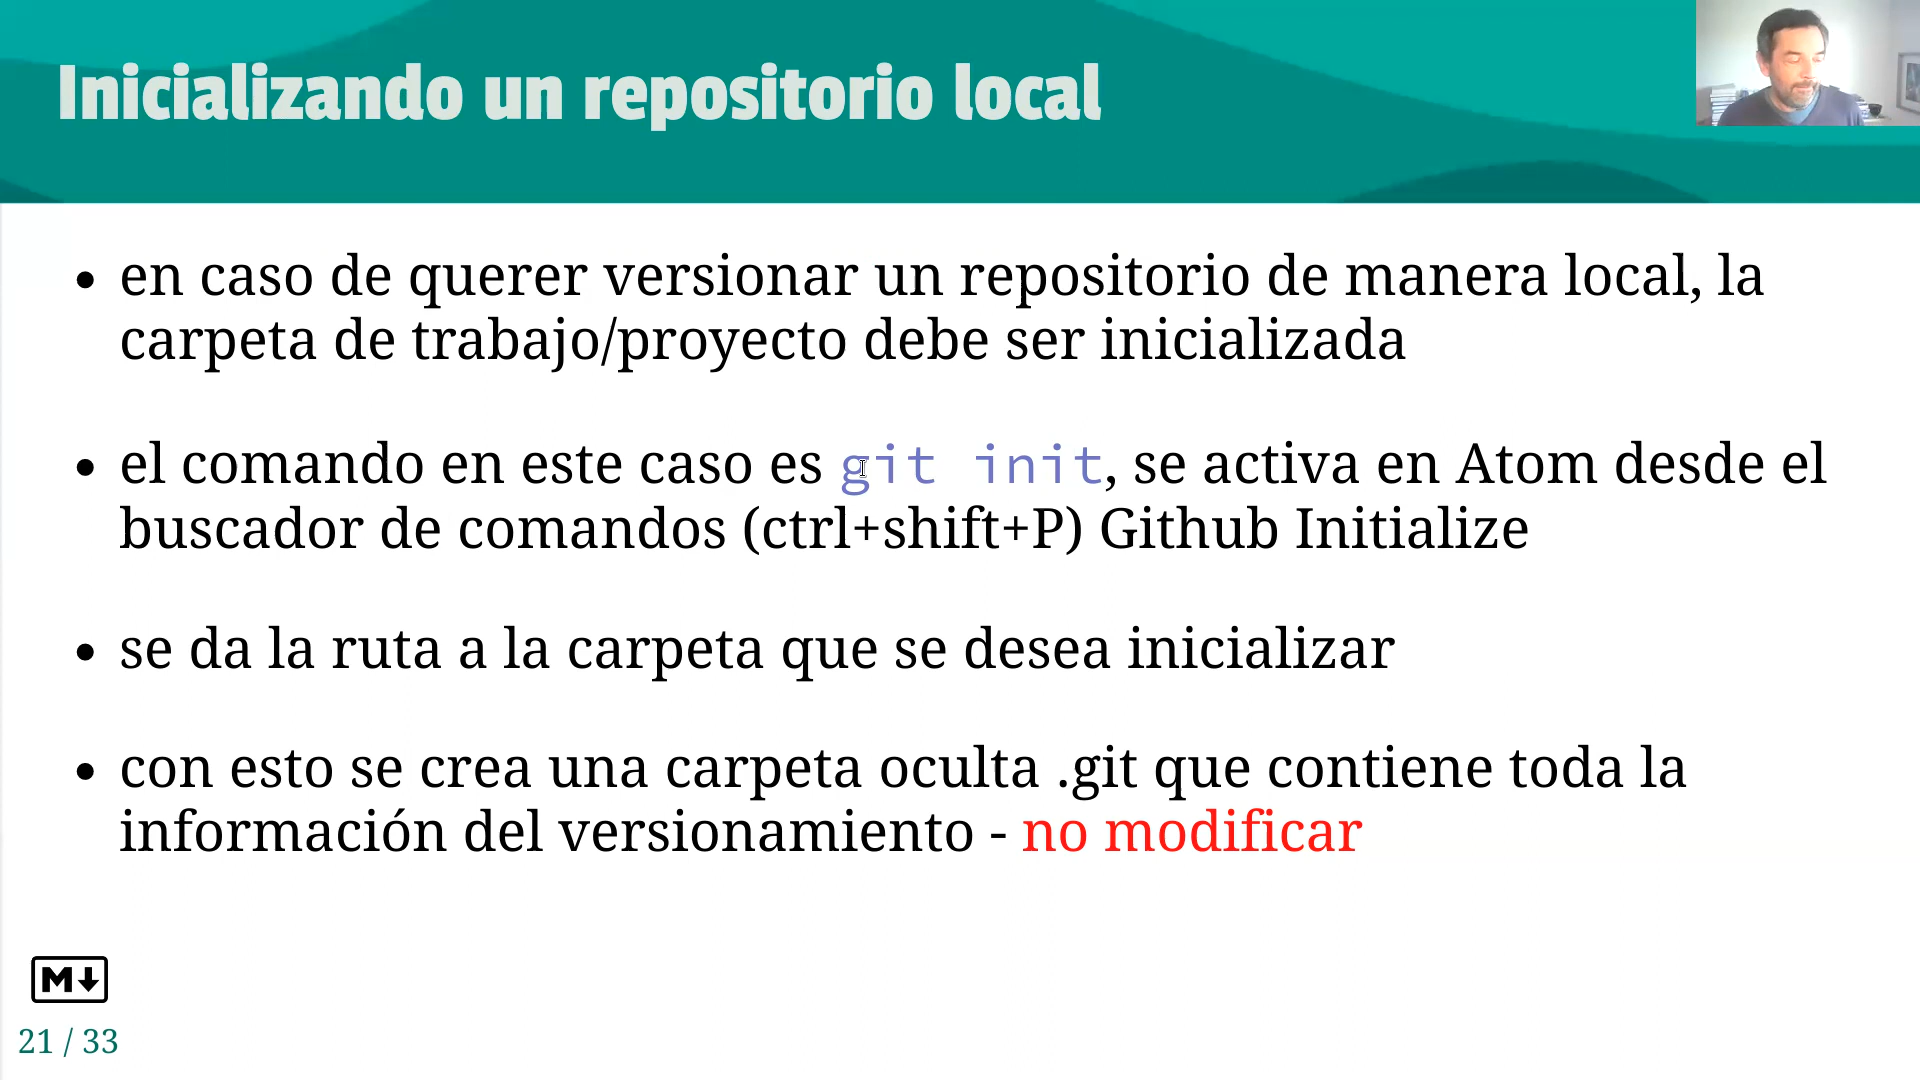 Inicializando un repositorio local
en caso de querer versionar un repositorio de manera local, la
carpeta de trabajo/proyecto debe ser inicializada
el comando en este caso es git init, se activa en Atom desde el
buscador de comandos (ctrl+shift+P) Github Initialize
se da la ruta a la carpeta que se desea inicializar
con esto se crea una carpeta oculta .git que contiene toda la
información del versionamiento - no modificar
M
21 / 33